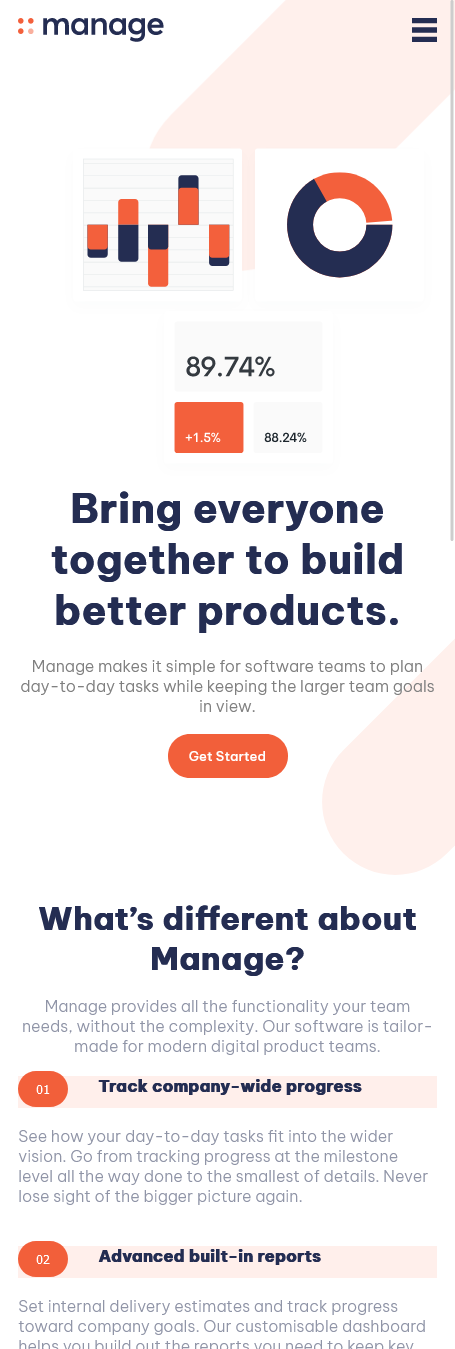 manage
89.74%
+1.5%
88.24%
Bring everyone
together to build
better products.
Manage makes it simple for software teams to plan
day-to-day tasks while keeping the larger team goals
in view.
Get Started
What’s different about
Manage?
Manage provides all the functionality your team
needs, without the complexity. Our software is tailor-
made for modern digital product teams.
01
Track company-wide progress
See how your day-to-day tasks fit into the wider
vision. Go from tracking progress at the milestone
level all the way done to the smallest of details. Never
lose sight of the bigger picture again.
02
Advanced built-in reports
Set internal delivery estimates and track progress
toward company goals. Our customisable dashboard
helps you build out the reports you need to keep key